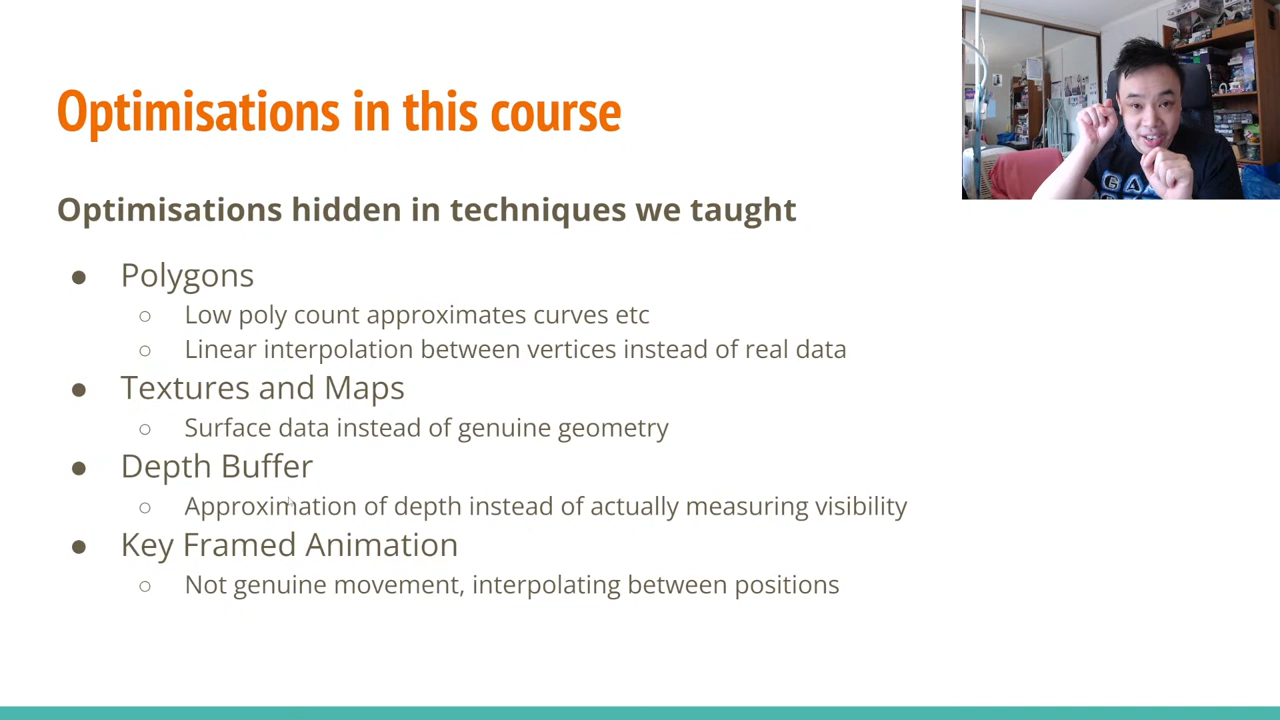 Optimisations in this course
Optimisations hidden in techniques we taught
● Polygons
○ Low poly count approximates curves etc
○ Linear interpolation between vertices instead of real data
● Textures and Maps
○ Surface data instead of genuine geometry
● Depth Buffer
○ Approximation of depth instead of actually measuring visibility
● Key Framed Animation
○ Not genuine movement, interpolating between positions